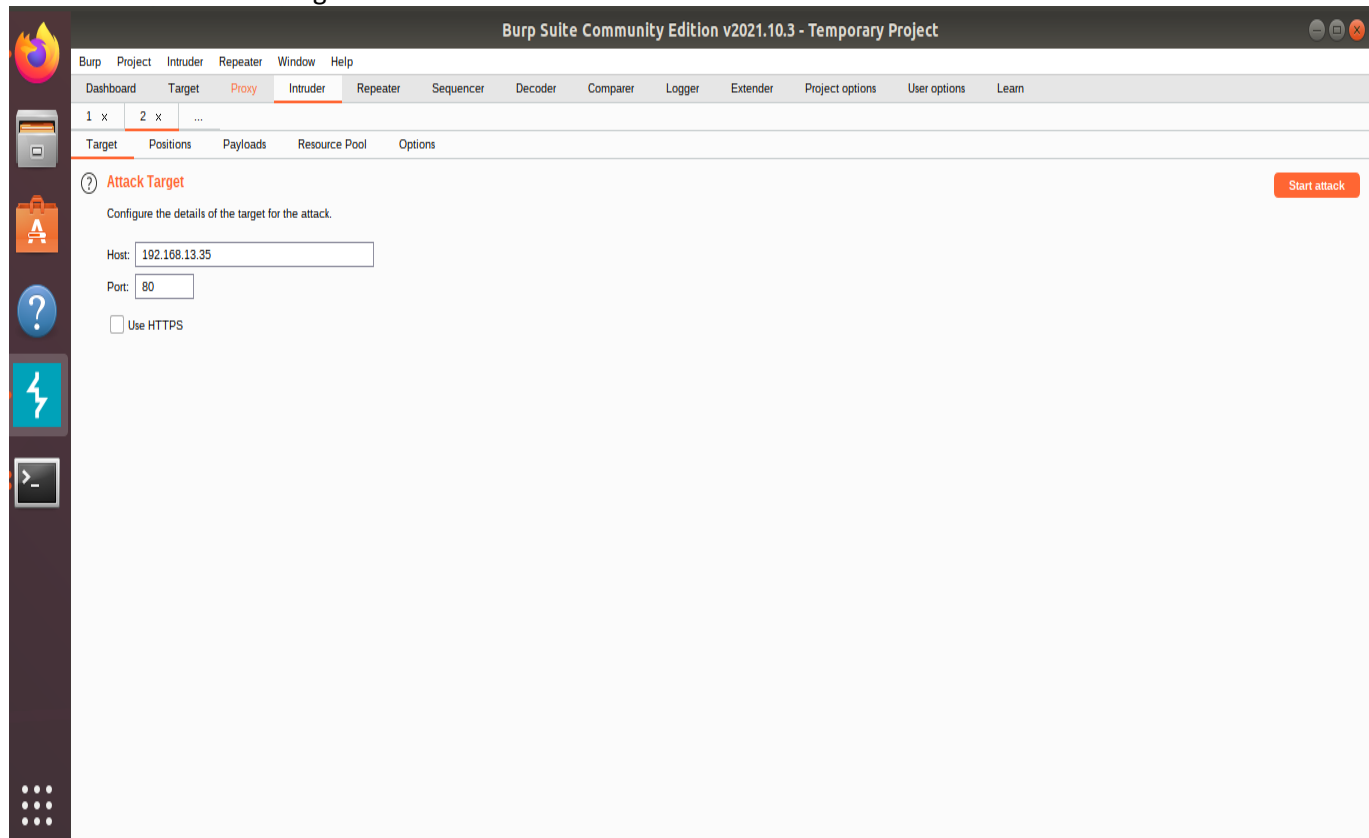 Burp Suite Community Edition v2021.10.3 - Temporary Project
Burp Project Intruder Repeater Window Help
Dashboard Target Proxy Intruder Repeater Sequencer Decoder Comparer Logger Extender Project options User options Learn
1 x 2 x ...
Target Positions Payloads Resource Pool Options
? Attack Target Start attack
Configure the details of the target for the attack.
Host: 192.168.13.35
Port: 80
Use HTTPS